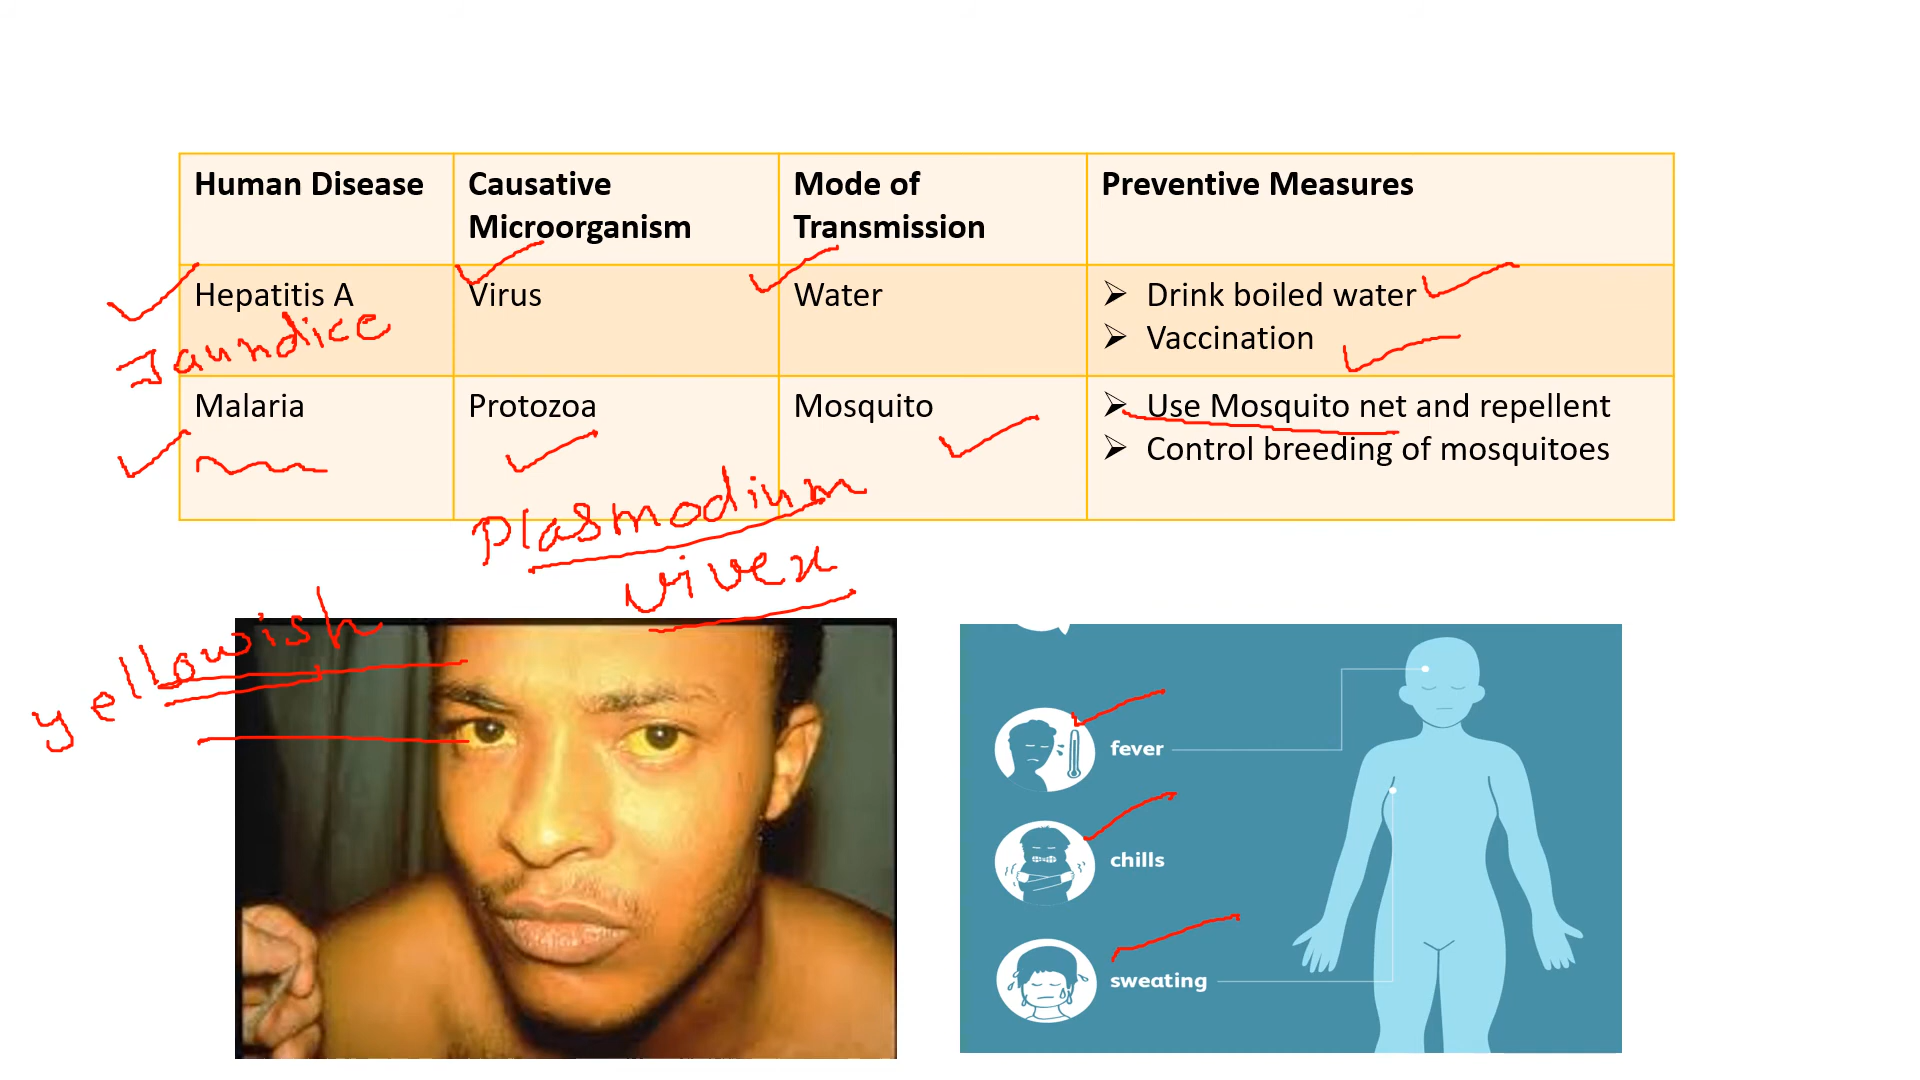 Human Disease
Causative Microorganism
Mode of Transmission
Preventive Measures
Hepatitis A
Jaundice
Virus
Water
Drink boiled water
Vaccination
Malaria
Protozoa
Plasmodium
vivex
Mosquito
Use Mosquito net and repellent
Control breeding of mosquitoes
yellowish
fever
chills
sweating